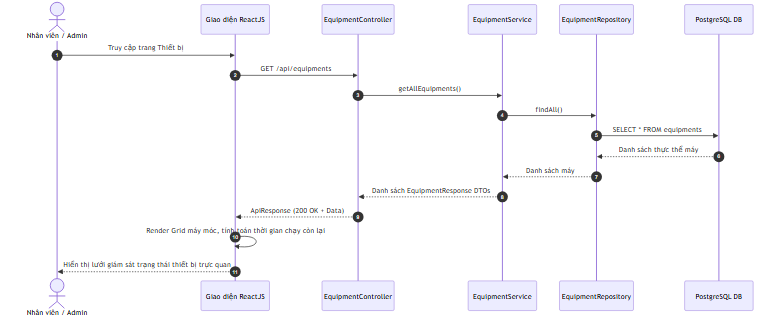 Nhân viên / Admin
Giao diện ReactJS
EquipmentController
EquipmentService
EquipmentRepository
PostgreSQL DB
1
Truy cập trang Thiết bị
2
GET /api/equipments
3
getAllEquipments()
4
findAll()
5
SELECT * FROM equipments
6
Danh sách thực thể máy
7
Danh sách máy
8
Danh sách EquipmentResponse DTOs
9
ApiResponse (200 OK + Data)
10
Render Grid máy móc, tính toán thời gian chạy còn lại
11
Hiển thị lưới giám sát trạng thái thiết bị trực quan
Nhân viên / Admin
Giao diện ReactJS
EquipmentController
EquipmentService
EquipmentRepository
PostgreSQL DB